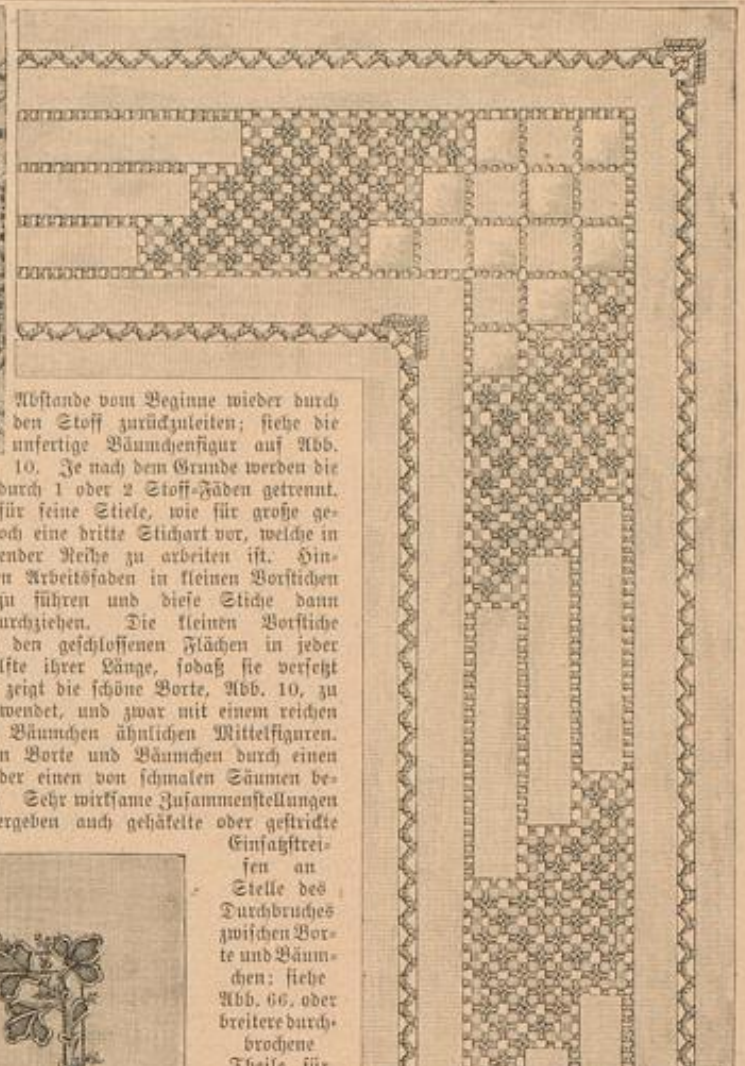 Abstande vom Beginne wieder durch
den Stoff zurückzuleiten; siehe die
unfertige Bäumchenfigur auf Abb.
10. Je nach dem Grunde werden die
durch 1 oder 2 Stoff-Fäden getrennt.
für feine Stiele, wie für große ge-
och eine dritte Stichart vor, welche in
ender Reihe zu arbeiten ist. Hin-
n Arbeitsfaden in kleinen Vorstichen
zu führen und diese Stiche dann
urchziehen. Die kleinen Vorstiche
den geschlossenen Flächen in jeder
lfte ihrer Länge, sodaß sie versetzt
zeigt die schöne Borte, Abb. 10, zu
wendet, und zwar mit einem reichen
Bäumchen ähnlichen Mittelfiguren.
n Borte und Bäumchen durch einen
der einen von schmalen Säumen be-
Sehr wirksame Zusammenstellungen
ergeben auch gehäkelte oder gestrickte
Einsatzstrei-
fen an
Stelle des
Durchbruches
zwischen Bor-
te und Bäum-
chen; siehe
Abb. 66, oder
breitere durch-
brochene
Theile für